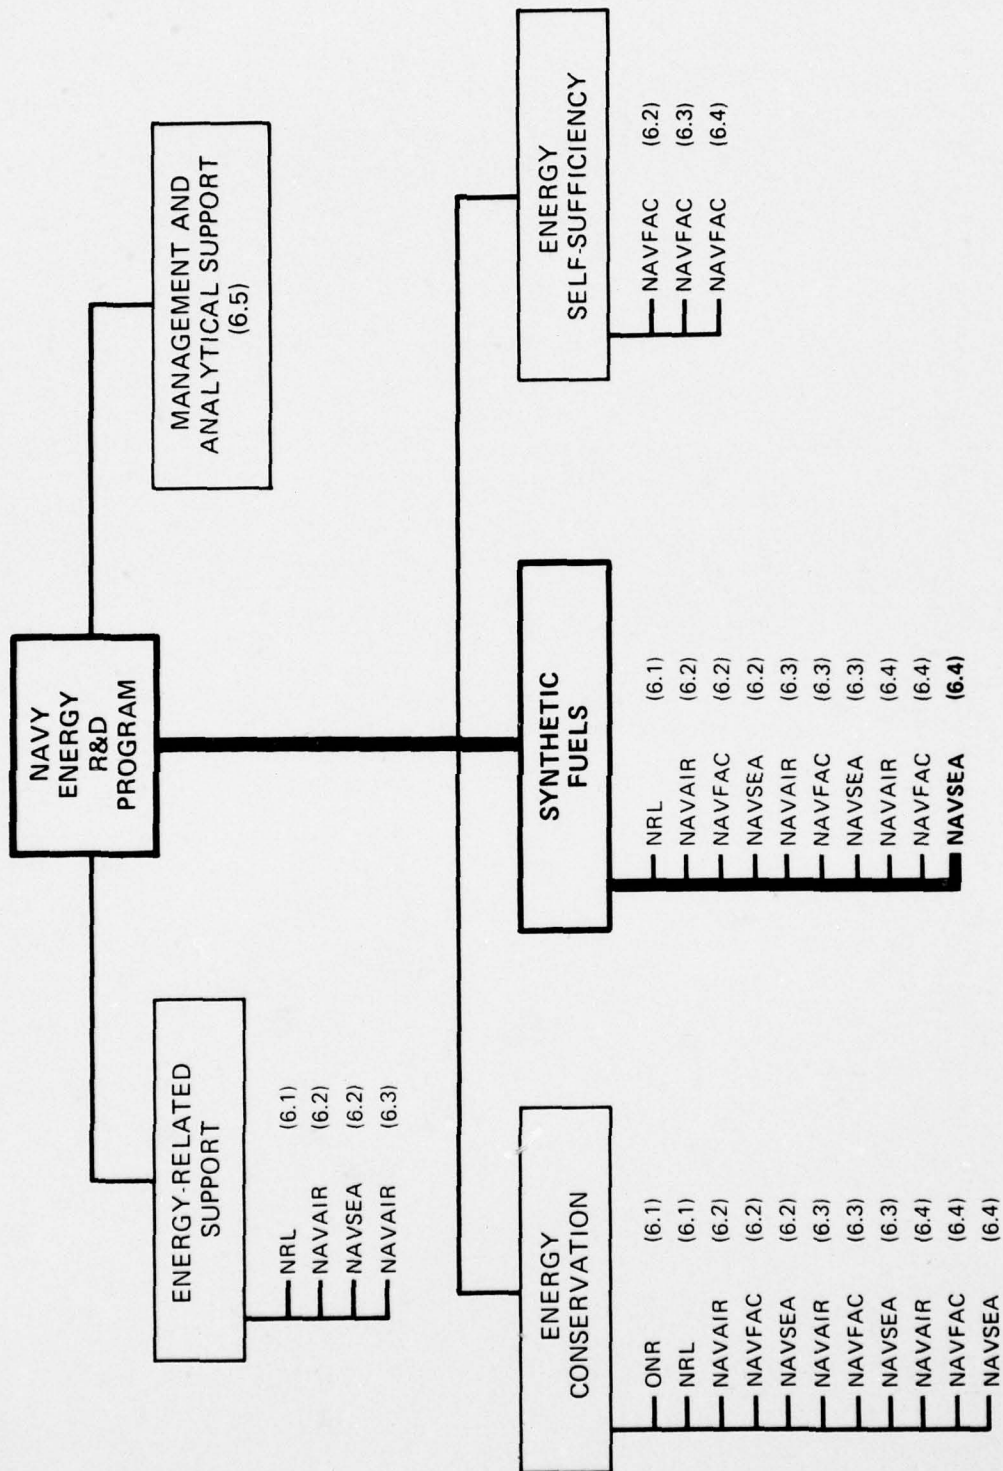 NAVY
ENERGY
R&D
PROGRAM
ENERGY-RELATED
SUPPORT
NRL (6.1)
NAVAIR (6.2)
NAVSEA (6.2)
NAVAIR (6.3)
MANAGEMENT AND
ANALYTICAL SUPPORT
(6.5)
ENERGY
CONSERVATION
ONR (6.1)
NRL (6.1)
NAVAIR (6.2)
NAVFAC (6.2)
NAVSEA (6.2)
NAVAIR (6.3)
NAVFAC (6.3)
NAVSEA (6.3)
NAVAIR (6.4)
NAVFAC (6.4)
NAVSEA (6.4)
SYNTHETIC
FUELS
NRL (6.1)
NAVAIR (6.2)
NAVFAC (6.2)
NAVSEA (6.2)
NAVAIR (6.3)
NAVFAC (6.3)
NAVSEA (6.3)
NAVAIR (6.4)
NAVFAC (6.4)
NAVSEA (6.4)
ENERGY
SELF-SUFFICIENCY
NAVFAC (6.2)
NAVFAC (6.3)
NAVFAC (6.4)